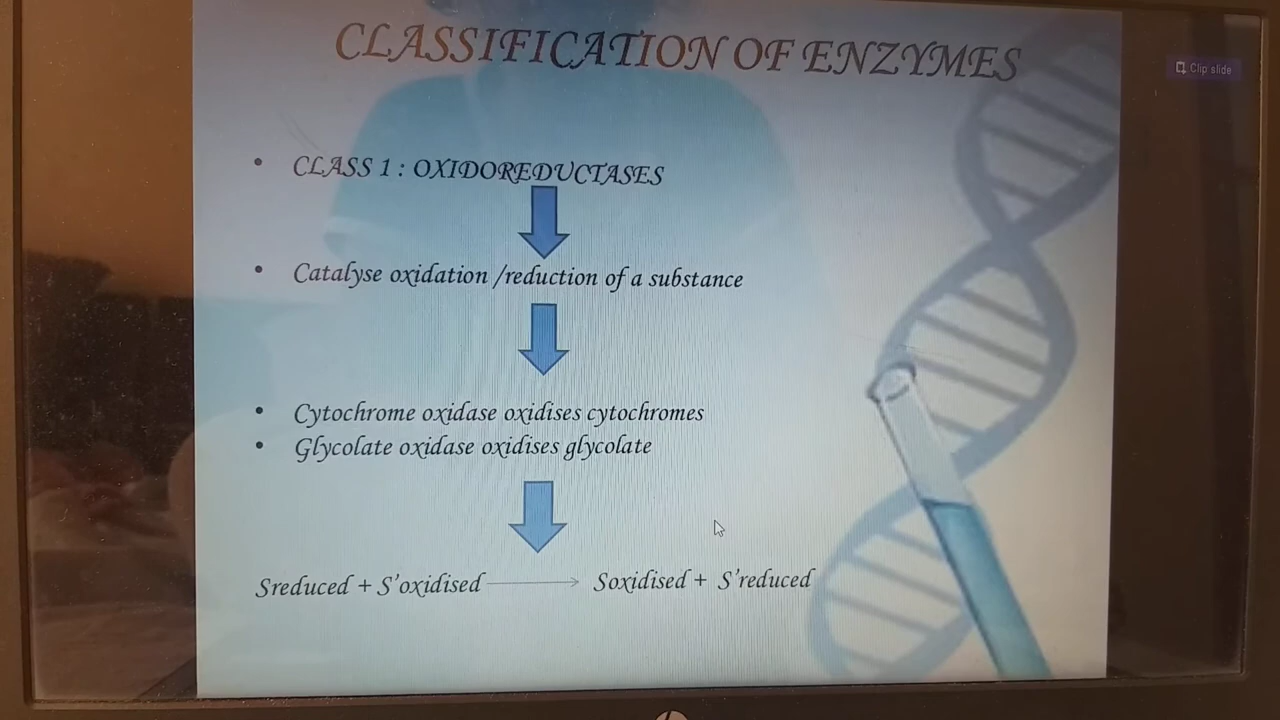 CLASSIFICATION OF ENZYMES
Clip slide
• CLASS 1 : OXIDOREDUCTASES
• Catalyse oxidation /reduction of a substance
• Cytochrome oxidase oxidises cytochromes
• Glycolate oxidase oxidises glycolate
Sreduced + S'oxidised → Soxidised + S'reduced